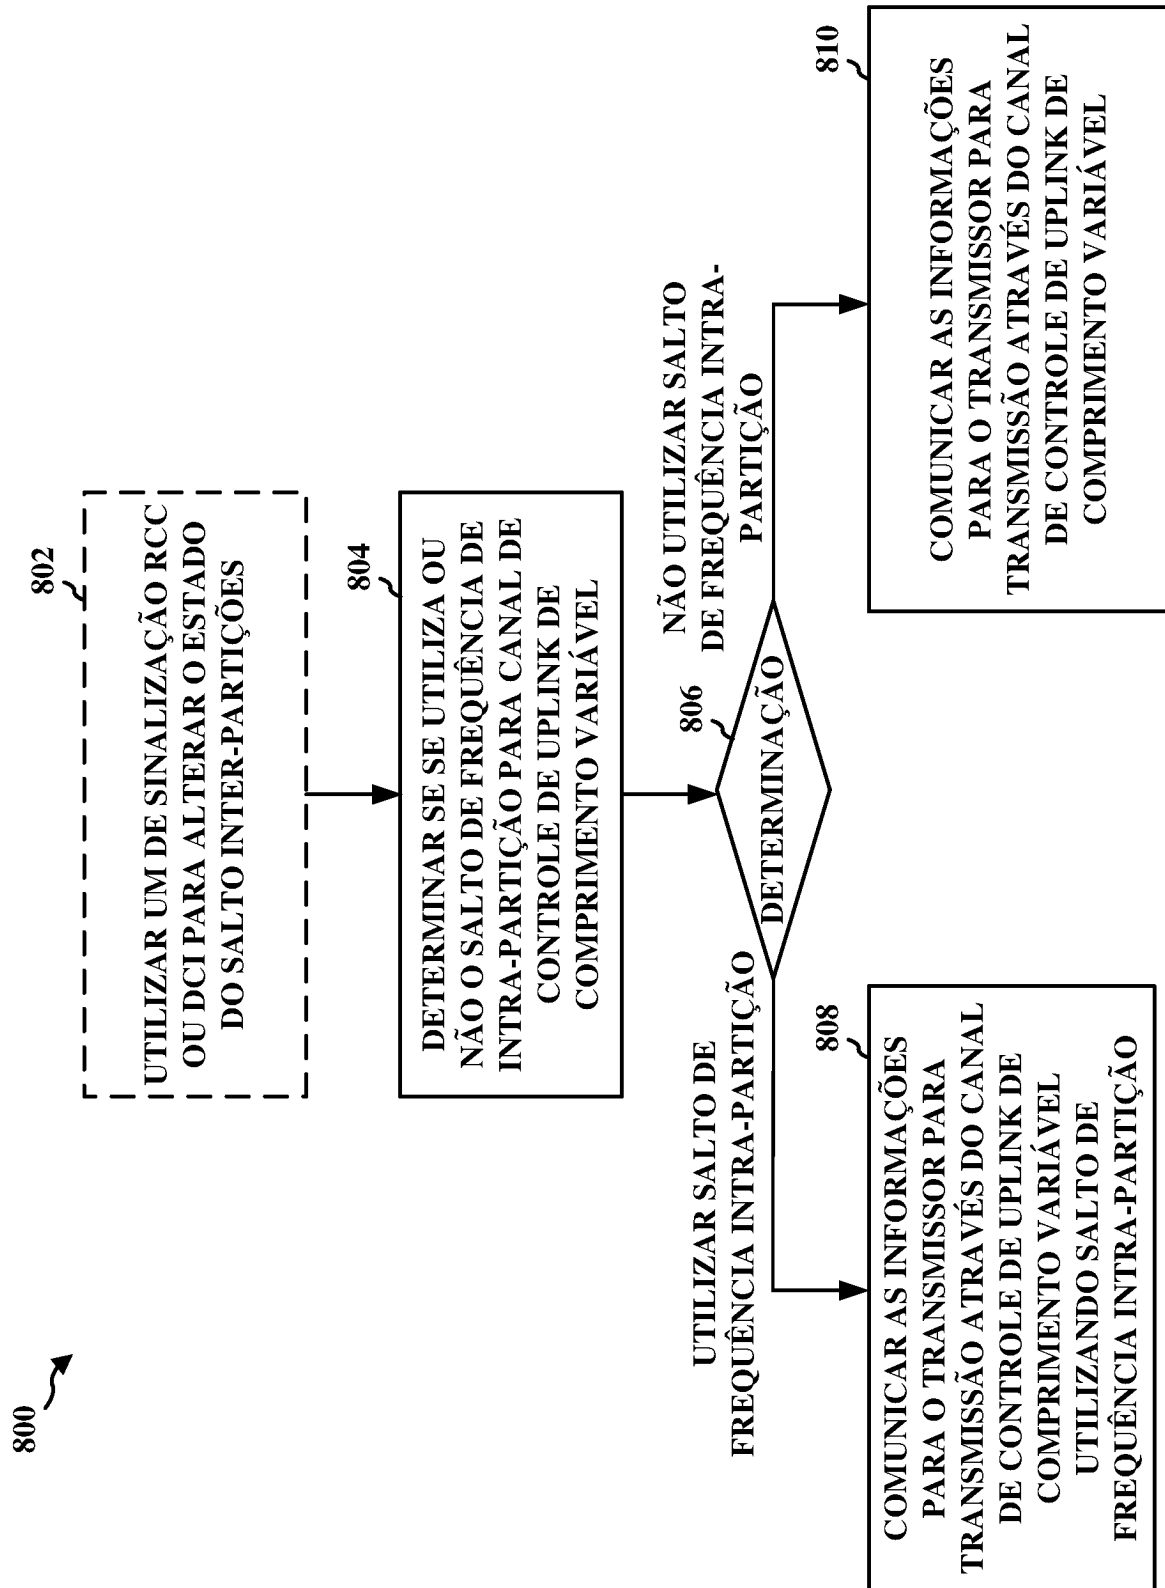 800
802
UTILIZAR UM DE SINALIZAÇÃO RCC
OU DCI PARA ALTERAR O ESTADO
DO SALTO INTER-PARTIÇÕES
804
DETERMINAR SE SE UTILIZA OU
NÃO O SALTO DE FREQUÊNCIA DE
INTRA-PARTIÇÃO PARA CANAL DE
CONTROLE DE UPLINK DE
COMPRIMENTO VARIÁVEL
806
DETERMINAÇÃO
UTILIZAR SALTO DE
FREQUÊNCIA INTRA-PARTIÇÃO
NÃO UTILIZAR SALTO
DE FREQUÊNCIA INTRA-
PARTIÇÃO
808
COMUNICAR AS INFORMAÇÕES
PARA O TRANSMISSOR PARA
TRANSMISSÃO ATRAVÉS DO CANAL
DE CONTROLE DE UPLINK DE
COMPRIMENTO VARIÁVEL
UTILIZANDO SALTO DE
FREQUÊNCIA INTRA-PARTIÇÃO
810
COMUNICAR AS INFORMAÇÕES
PARA O TRANSMISSOR PARA
TRANSMISSÃO ATRAVÉS DO CANAL
DE CONTROLE DE UPLINK DE
COMPRIMENTO VARIÁVEL